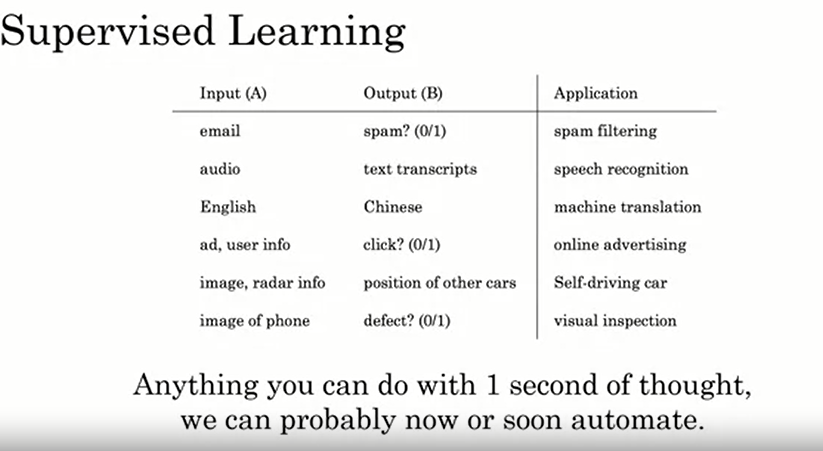 Supervised Learning
Input (A) Output (B) Application
email spam? (0/1) spam filtering
audio text transcripts speech recognition
English Chinese machine translation
ad, user info click? (0/1) online advertising
image, radar info position of other cars Self-driving car
image of phone defect? (0/1) visual inspection
Anything you can do with 1 second of thought,
we can probably now or soon automate.